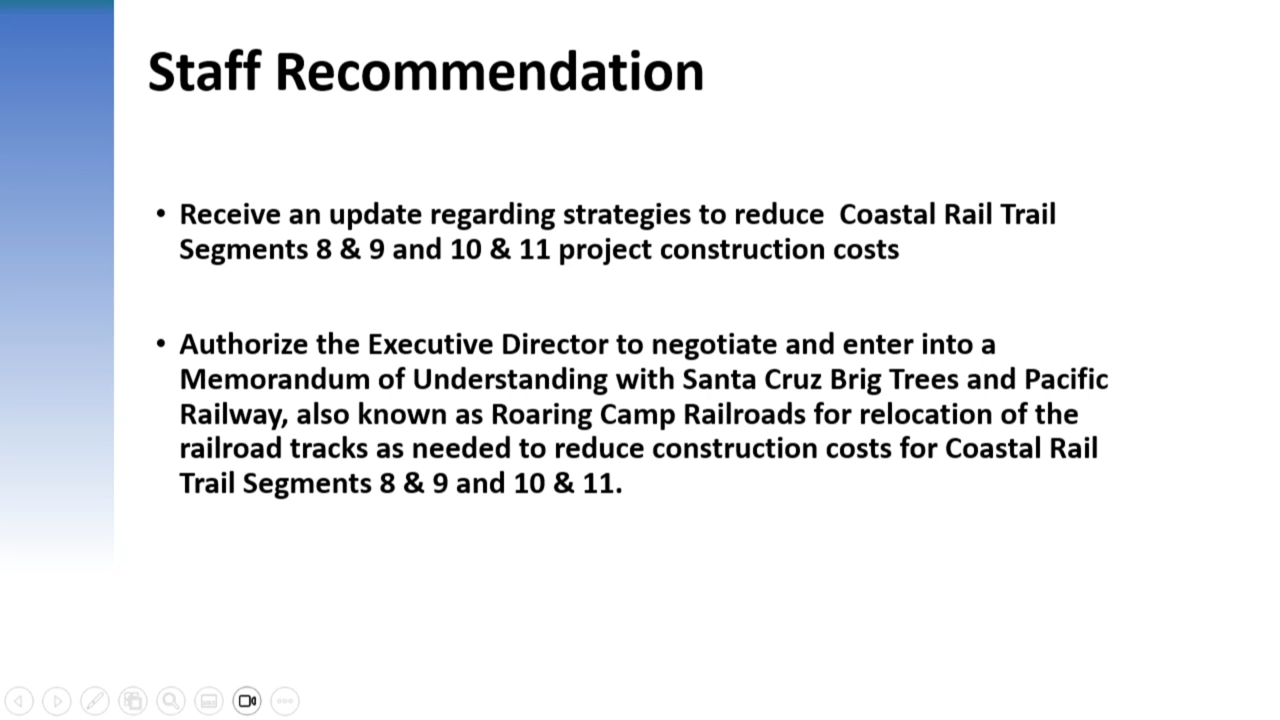 Staff Recommendation
• Receive an update regarding strategies to reduce  Coastal Rail Trail
Segments 8 & 9 and 10 & 11 project construction costs
• Authorize the Executive Director to negotiate and enter into a
Memorandum of Understanding with Santa Cruz Brig Trees and Pacific
Railway, also known as Roaring Camp Railroads for relocation of the
railroad tracks as needed to reduce construction costs for Coastal Rail
Trail Segments 8 & 9 and 10 & 11.